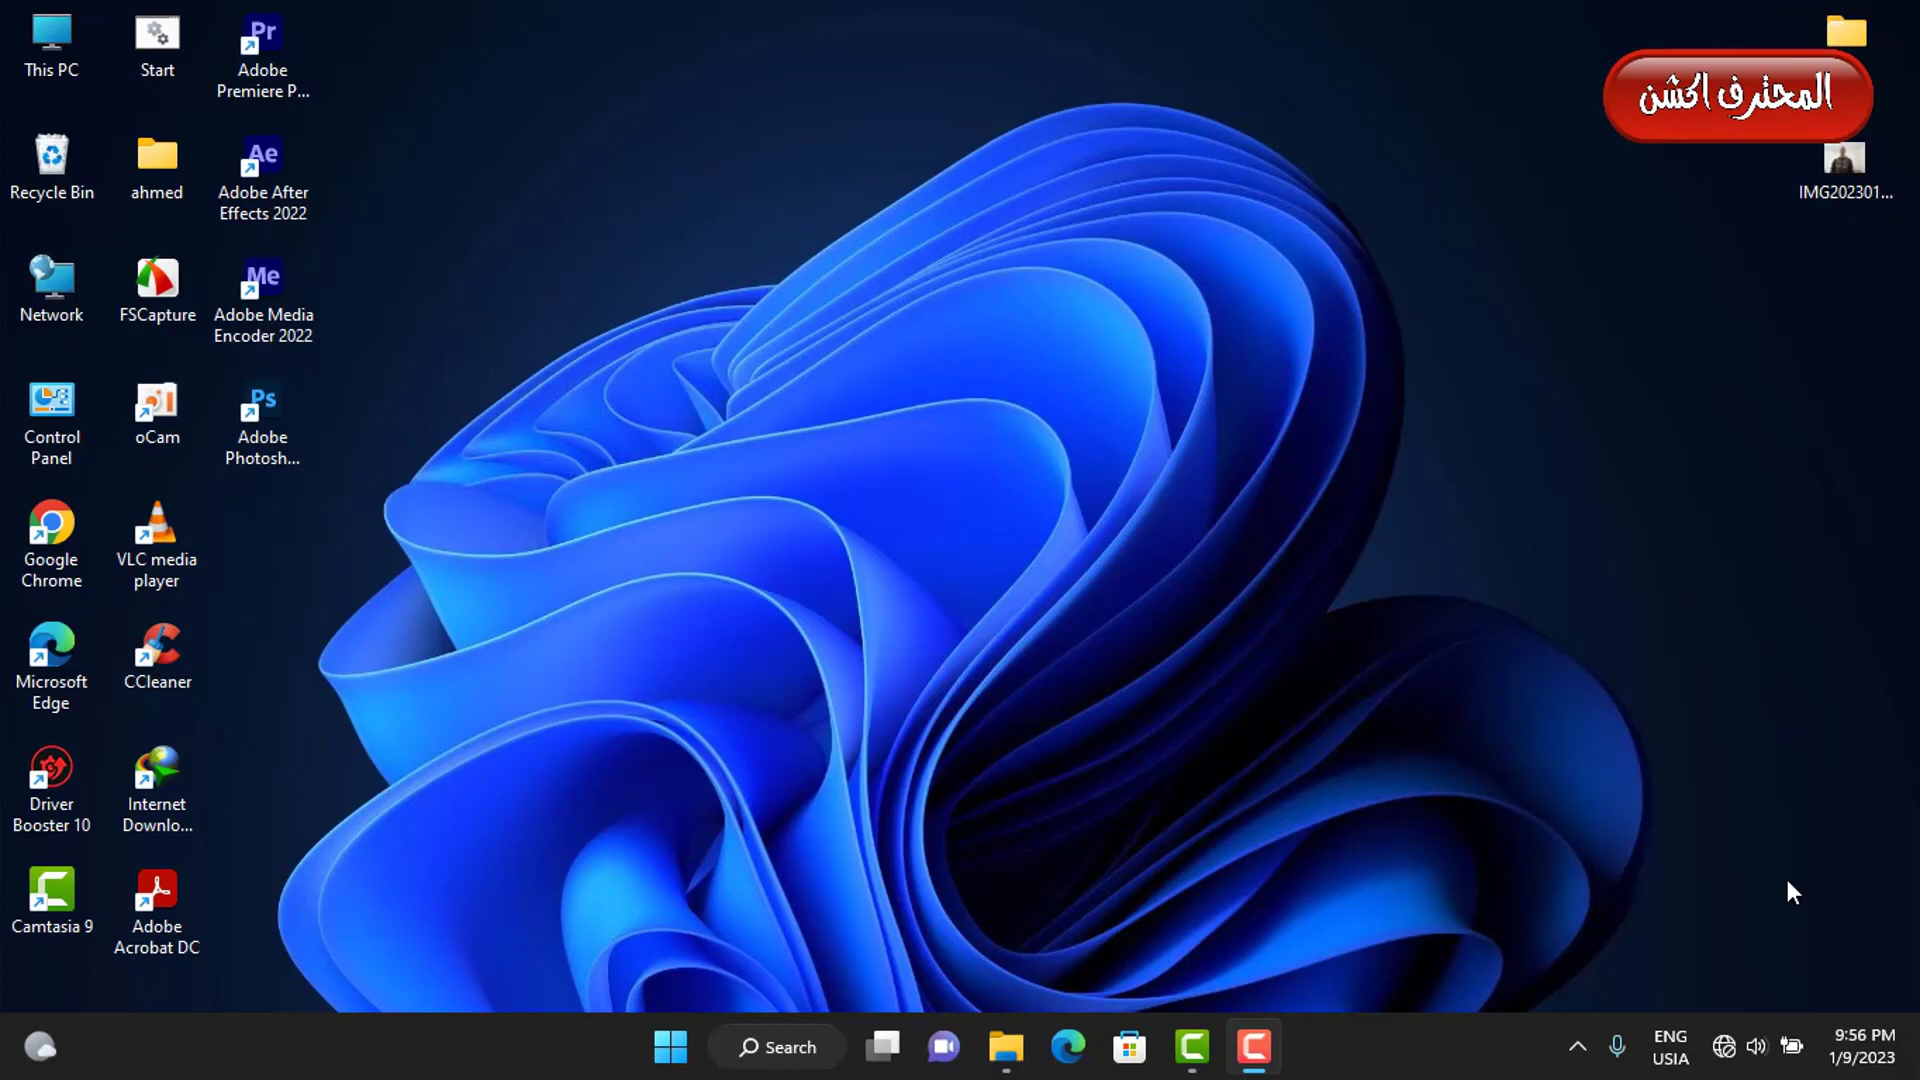 This PC
Start
Adobe
Premiere P...
المحترف اكشن
Recycle Bin
ahmed
Adobe After
Effects 2022
IMG202301...
Network
FSCapture
Adobe Media
Encoder 2022
Control
Panel
oCam
Adobe
Photosh...
Google
Chrome
VLC media
player
Microsoft
Edge
CCleaner
Driver
Booster 10
Internet
Downlo...
Camtasia 9
Adobe
Acrobat DC
Search
ENG
USIA
9:56 PM
1/9/2023